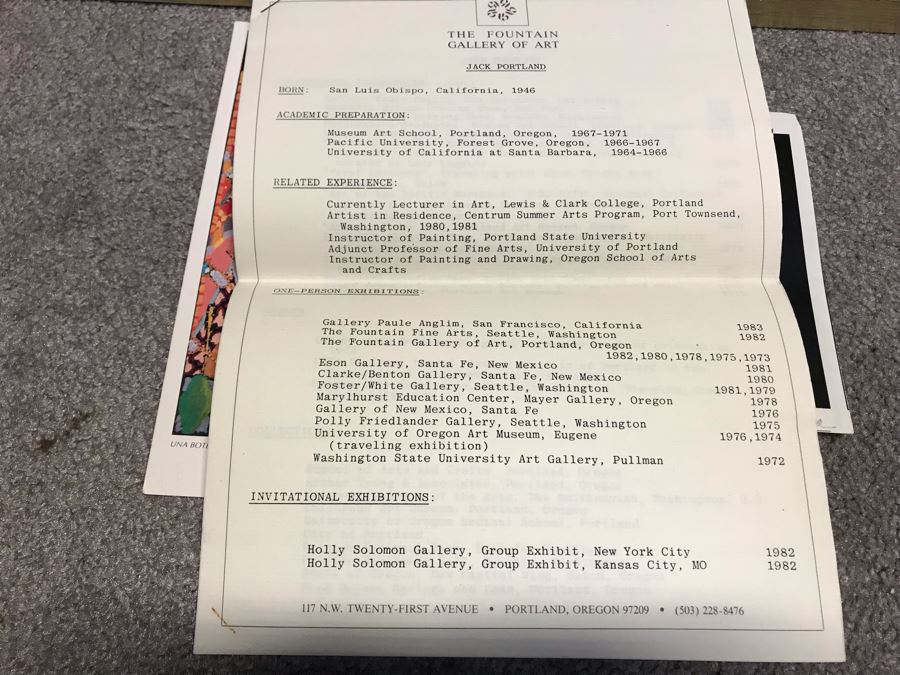 THE FOUNTAIN
GALLERY OF ART
JACK PORTLAND
BORN: San Luis Obispo, California, 1946
ACADEMIC PREPARATION:
Museum Art School, Portland, Oregon, 1967-1971
Pacific University, Forest Grove, Oregon, 1966-1967
University of California at Santa Barbara, 1964-1966
RELATED EXPERIENCE:
Currently Lecturer in Art, Lewis & Clark College, Portland
Artist in Residence, Centrum Summer Arts Program, Port Townsend,
Washington, 1980,1981
Instructor of Painting, Portland State University
Adjunct Professor of Fine Arts, University of Portland
Instructor of Painting and Drawing, Oregon School of Arts
and Crafts
ONE-PERSON EXHIBITIONS:
Gallery Paule Anglim, San Francisco, California 1983
The Fountain Fine Arts, Seattle, Washington 1982
The Fountain Gallery of Art, Portland, Oregon
1982,1980,1978,1975,1973
Eson Gallery, Santa Fe, New Mexico 1981
Clarke/Benton Gallery, Santa Fe, New Mexico 1980
Foster/White Gallery, Seattle, Washington 1981,1979
Marylhurst Education Center, Mayer Gallery, Oregon 1978
Gallery of New Mexico, Santa Fe 1976
Polly Friedlander Gallery, Seattle, Washington 1975
University of Oregon Art Museum, Eugene 1976,1974
(traveling exhibition)
Washington State University Art Gallery, Pullman 1972
UNA BOT
INVITATIONAL EXHIBITIONS:
Holly Solomon Gallery, Group Exhibit, New York City 1982
Holly Solomon Gallery, Group Exhibit, Kansas City, MO 1982
117 N.W. TWENTY-FIRST AVENUE • PORTLAND, OREGON 97209 • (503) 228-8476